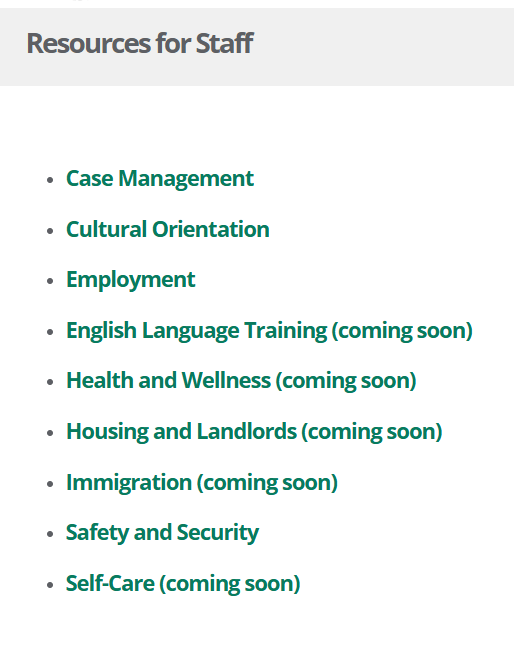 Resources for Staff
Case Management
Cultural Orientation
Employment
English Language Training (coming soon)
Health and Wellness (coming soon)
Housing and Landlords (coming soon)
Immigration (coming soon)
Safety and Security
Self-Care (coming soon)